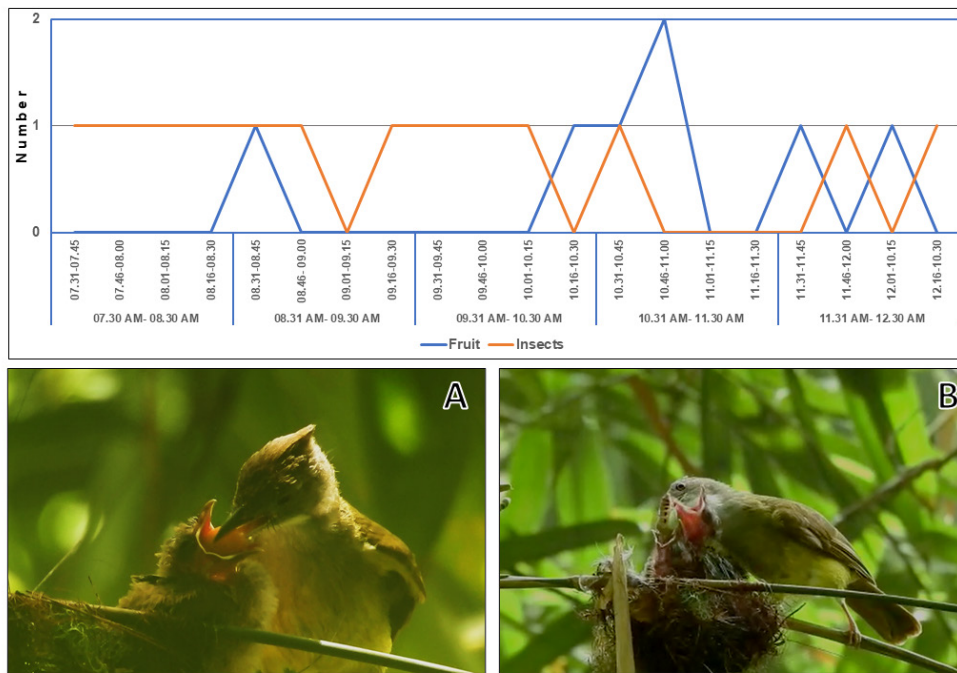 2
1
0
Number
07.31-07.45
07.46-08.00
08.01-08.15
08.16-08.30
08.31-08.45
08.46- 09.00
09.01-09.15
09.16-09.30
09.31-09.45
09.46-10.00
10.01-10.15
10.16-10.30
10.31-10.45
10.46-11.00
11.01-11.15
11.16-11.30
11.31-11.45
11.46-12.00
12.01-10.15
12.16-10.30
07.30 AM- 08.30 AM
08.31 AM- 09.30 AM
09.31 AM- 10.30 AM
10.31 AM- 11.30 AM
11.31 AM- 12.30 AM
Fruit
Insects
A
B